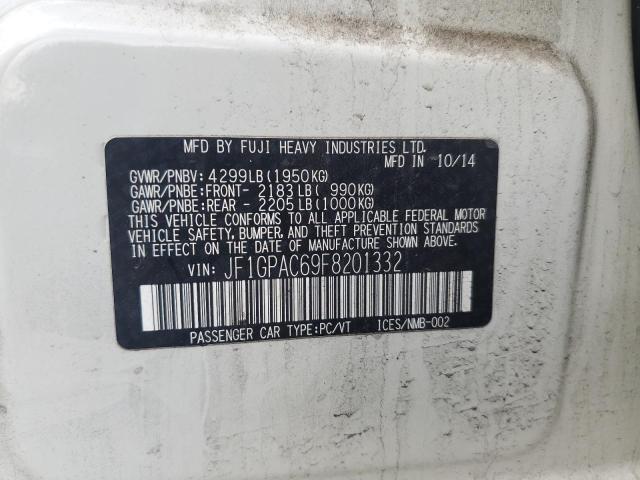 MFD BY FUJI HEAVY INDUSTRIES LTD.
MFD IN 10/14
GVWR/PNBV: 4299LB(1950KG)
GAWR/PNBE:FRONT- 2183LB( 990KG)
GAWR/PNBE:REAR - 2205LB(1000KG)
THIS VEHICLE CONFORMS TO ALL APPLICABLE FEDERAL MOTOR
VEHICLE SAFETY, BUMPER, AND THEFT PREVENTION STANDARDS
IN EFFECT ON THE DATE OF MANUFACTURE SHOWN ABOVE.
VIN: JF1GPAC69F8201332
PASSENGER CAR TYPE:PC/VT ICES/NMB-002